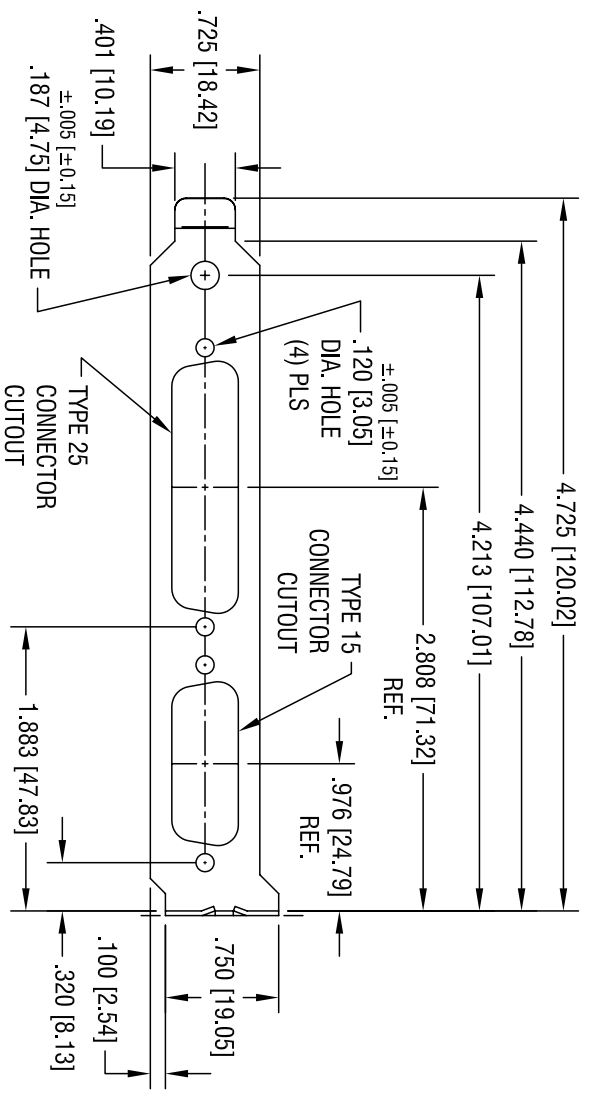 4.725 [120.02]
4.440 [112.78]
4.213 [107.01]
2.808 [71.32]
REF.
.976 [24.79]
REF.
±.005 [±0.15]
.120 [3.05]
DIA. HOLE
(4) PLS
TYPE 15
CONNECTOR
CUTOUT
.725 [18.42]
.401 [10.19]
±.005 [±0.15]
.187 [4.75] DIA. HOLE
TYPE 25
CONNECTOR
CUTOUT
1.883 [47.83]
.750 [19.05]
.100 [2.54]
.320 [8.13]